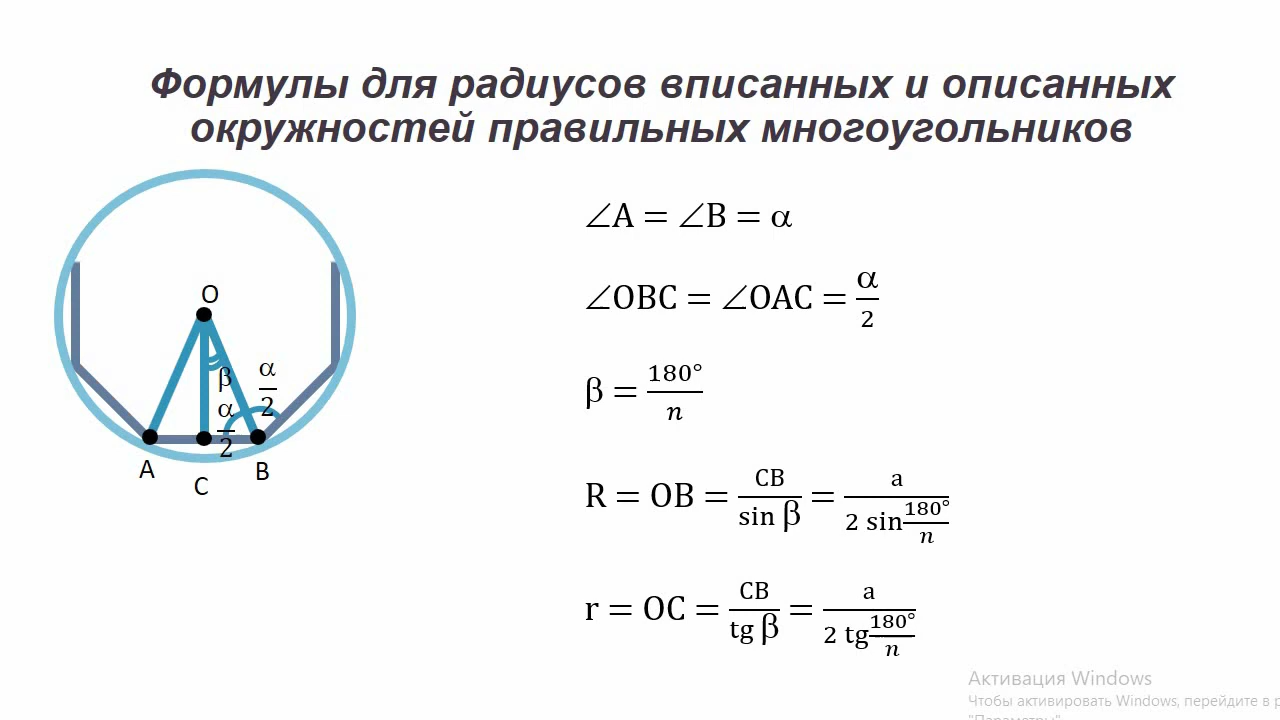 Формулы для радиусов вписанных и описанных
окружностей правильных многоугольников
∠A = ∠B = α
∠OBC = ∠OAC = α/2
β = 180°/n
R = OB = CB/sin β = a/2 sin 180°/n
r = OC = CB/tg β = a/2 tg 180°/n
O
β
α/2
α/2
A
C
B
Активация Windows
Чтобы активировать Windows, перейдите в